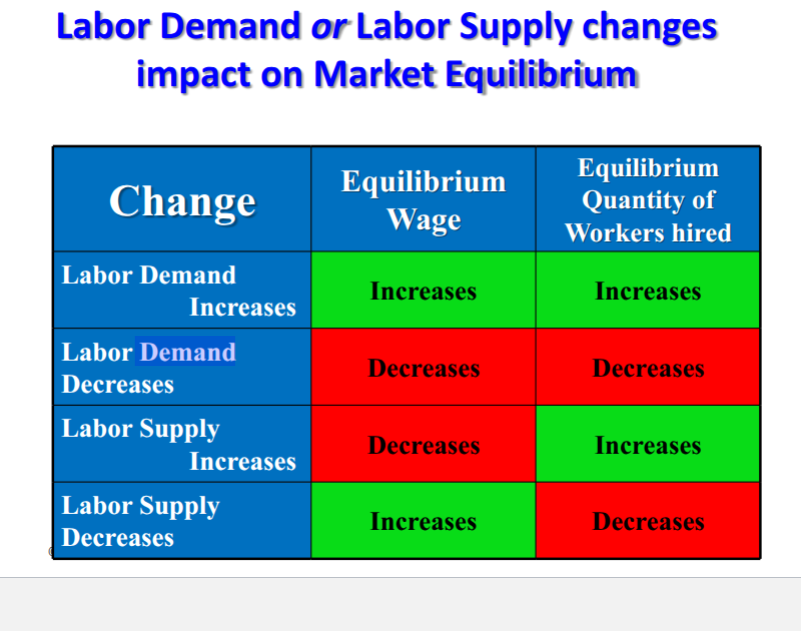 Labor Demand or Labor Supply changes
impact on Market Equilibrium
Change
Equilibrium
Wage
Equilibrium
Quantity of
Workers hired
Labor Demand
Increases
Increases
Increases
Labor Demand
Decreases
Decreases
Decreases
Labor Supply
Increases
Decreases
Increases
Labor Supply
Decreases
Increases
Decreases